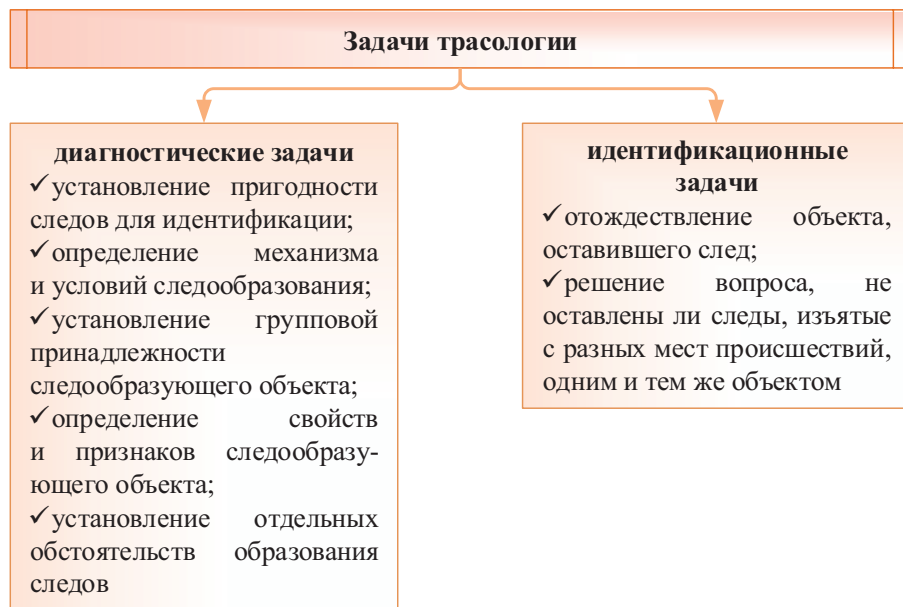 Задачи трасологии
диагностические задачи
✓установление пригодности
следов для идентификации;
✓определение механизма
и условий следообразования;
✓установление групповой
принадлежности
следообразующего объекта;
✓определение свойств
и признаков следообразу-
ющего объекта;
✓установление отдельных
обстоятельств образования
следов
идентификационные
задачи
✓отождествление объекта,
оставившего след;
✓решение вопроса, не
оставлены ли следы, изъятые
с разных мест происшествий,
одним и тем же объектом